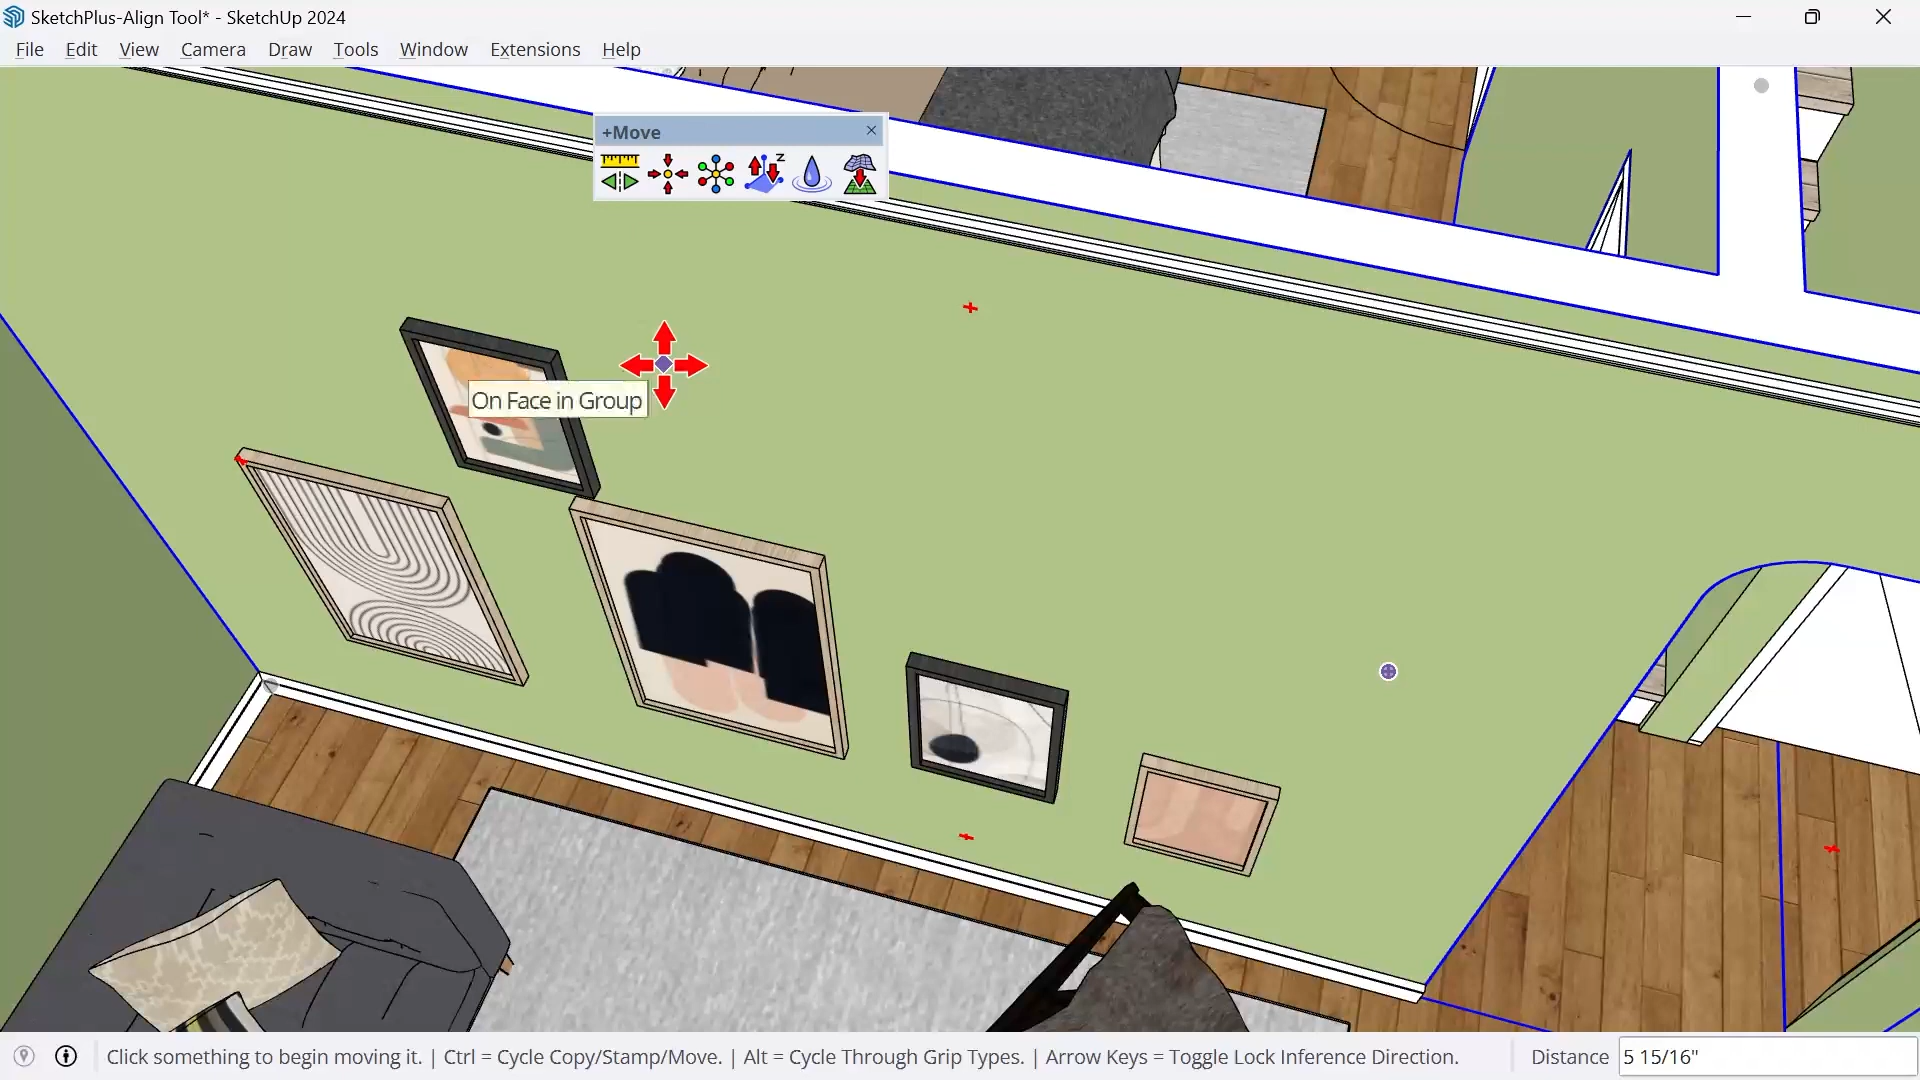 SketchPlus-Align Tool* - SketchUp 2024
File Edit View Camera Draw Tools Window Extensions Help
+Move
Z
On Face in Group
Click something to begin moving it. | Ctrl = Cycle Copy/Stamp/Move. | Alt = Cycle Through Grip Types. | Arrow Keys = Toggle Lock Inference Direction.
Distance 5 15/16"